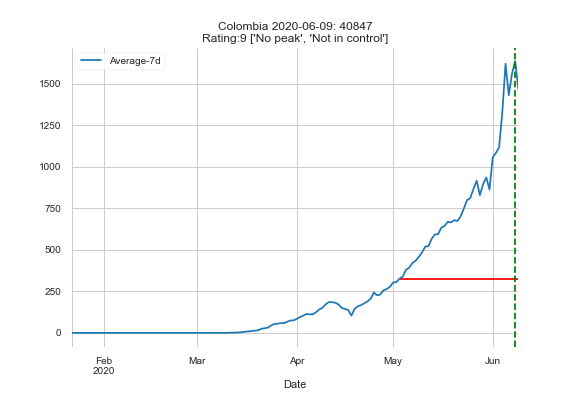 Colombia 2020-06-09: 40847
Rating:9 ['No peak', 'Not in control']
Average-7d
1500
1250
1000
750
500
250
0
Feb
2020
Mar
Apr
May
Jun
Date